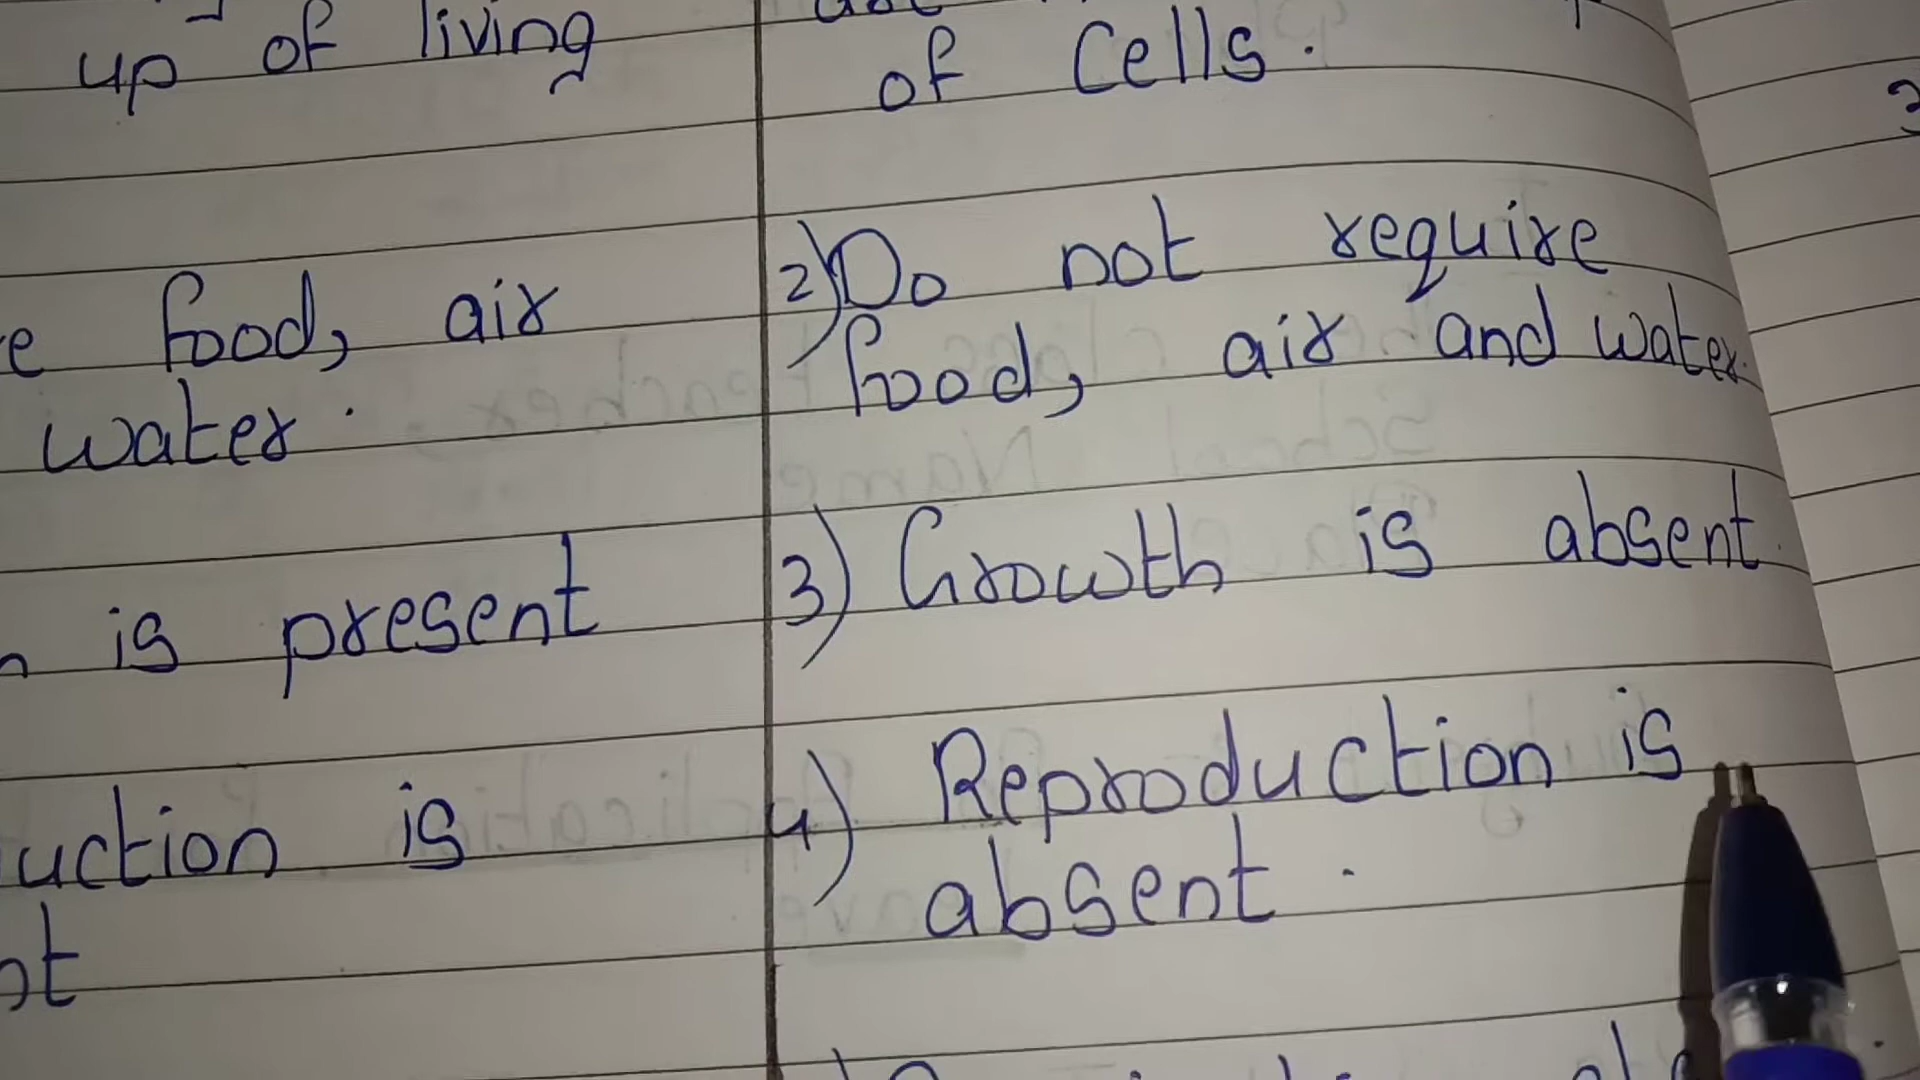 up of living
e food, air
water.
n is present
uction is
nt
of Cells.
2) Do not require
food, air and water.
3) Growth is absent.
4) Reproduction is
absent.